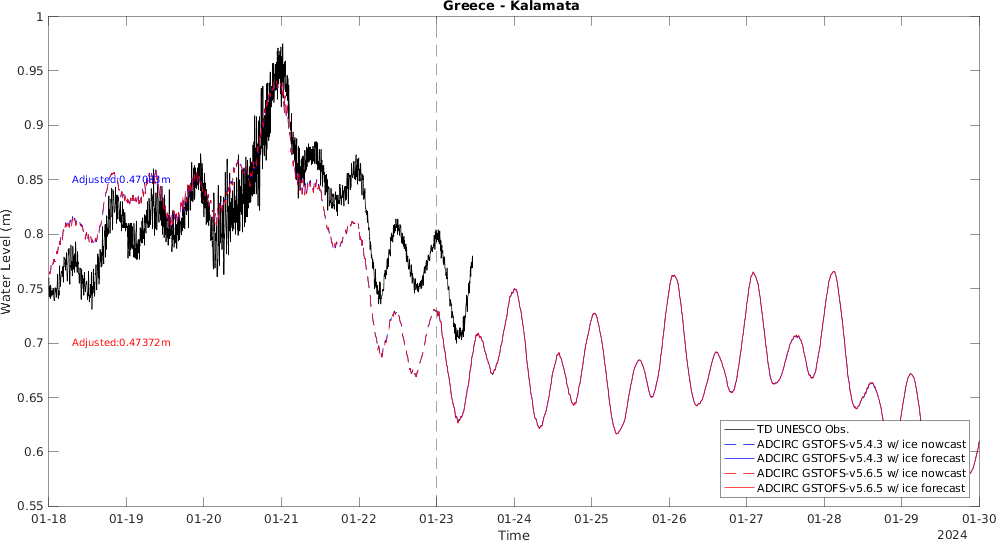 Greece - Kalamata
1
0.95
0.9
0.85
0.8
0.75
0.7
0.65
0.6
0.55
Water Level (m)
Adjusted:0.47083m
Adjusted:0.47372m
TD UNESCO Obs.
ADCIRC GSTOFS-v5.4.3 w/ ice nowcast
ADCIRC GSTOFS-v5.4.3 w/ ice forecast
ADCIRC GSTOFS-v5.6.5 w/ ice nowcast
ADCIRC GSTOFS-v5.6.5 w/ ice forecast
01-18 01-19 01-20 01-21 01-22 01-23 01-24 01-25 01-26 01-27 01-28 01-29 01-30
Time
2024